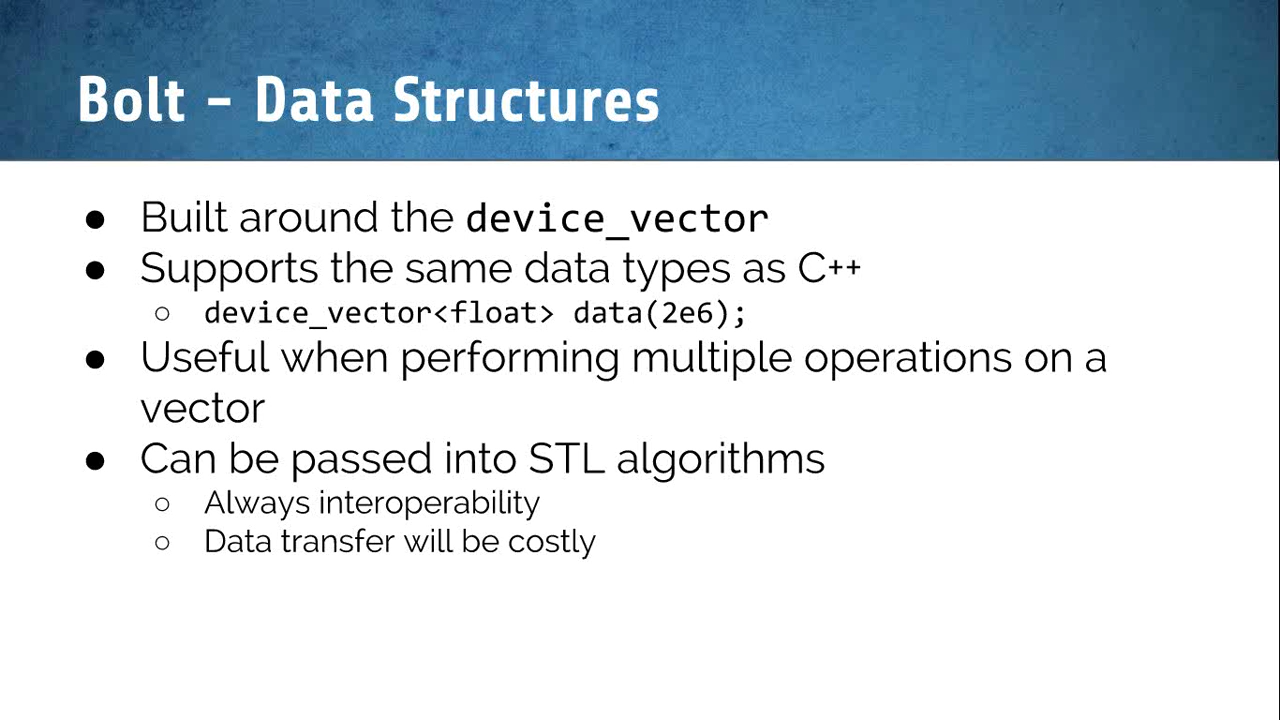 Bolt - Data Structures
● Built around the device_vector
● Supports the same data types as C++
○ device_vector<float> data(2e6);
● Useful when performing multiple operations on a
vector
● Can be passed into STL algorithms
○ Always interoperability
○ Data transfer will be costly